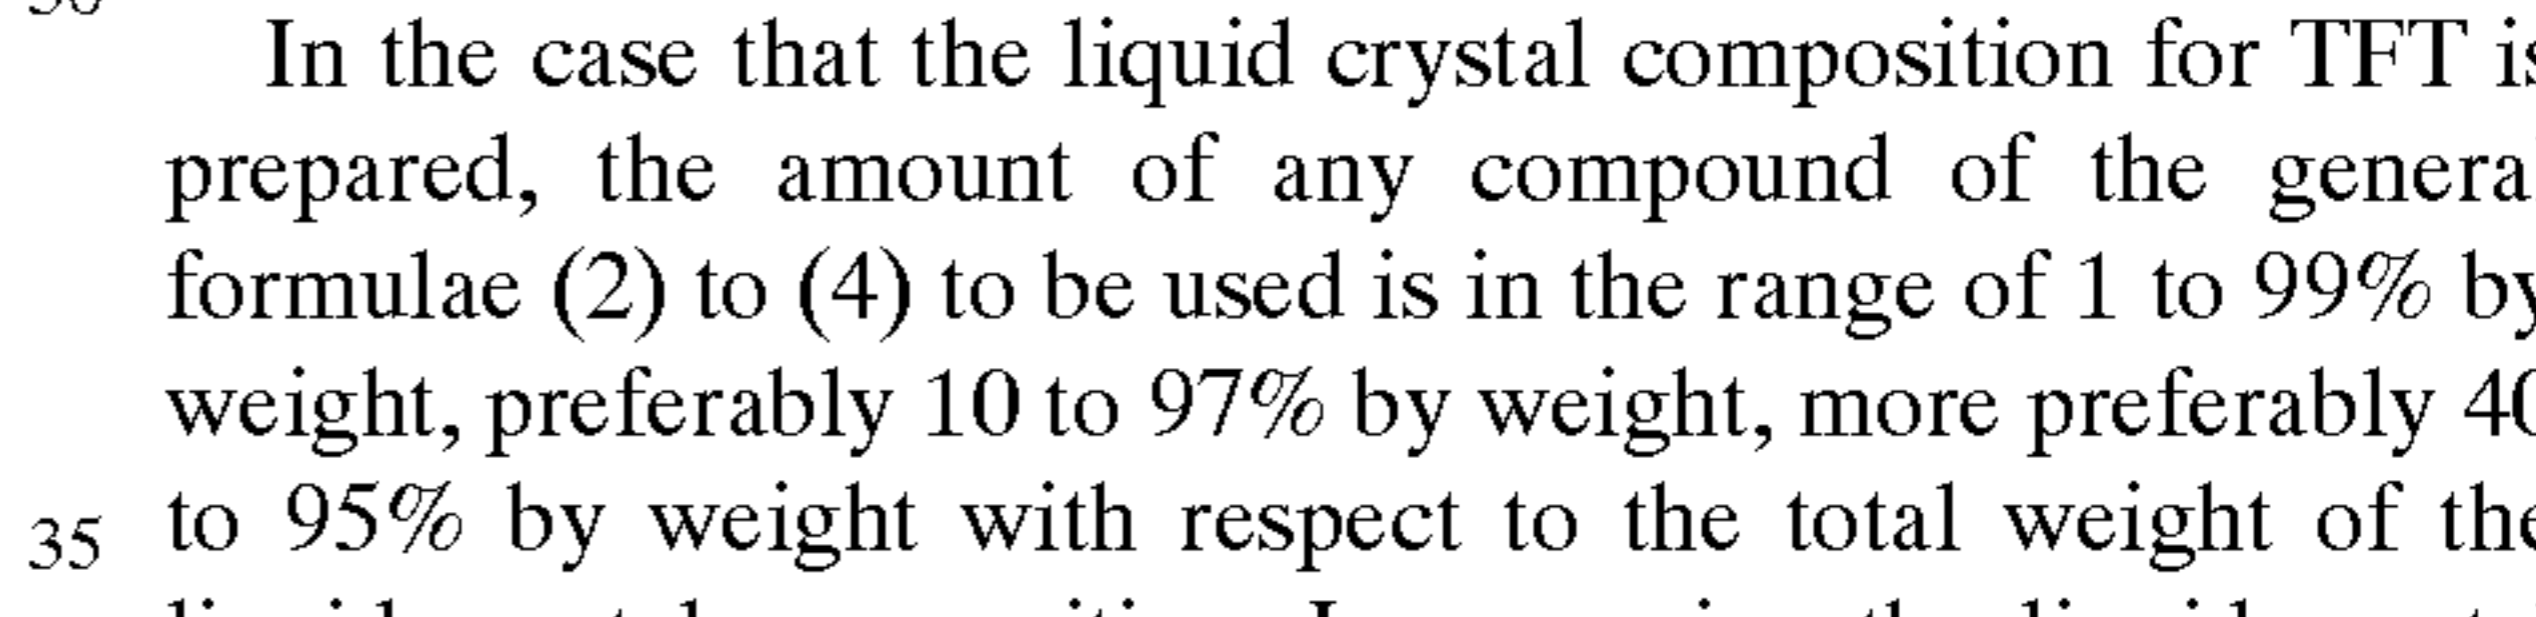 In the case that the liquid crystal composition for TFT is
prepared, the amount of any compound of the general
formulae (2) to (4) to be used is in the range of 1 to 99% by
weight, preferably 10 to 97% by weight, more preferably 40
35 to 95% by weight with respect to the total weight of the